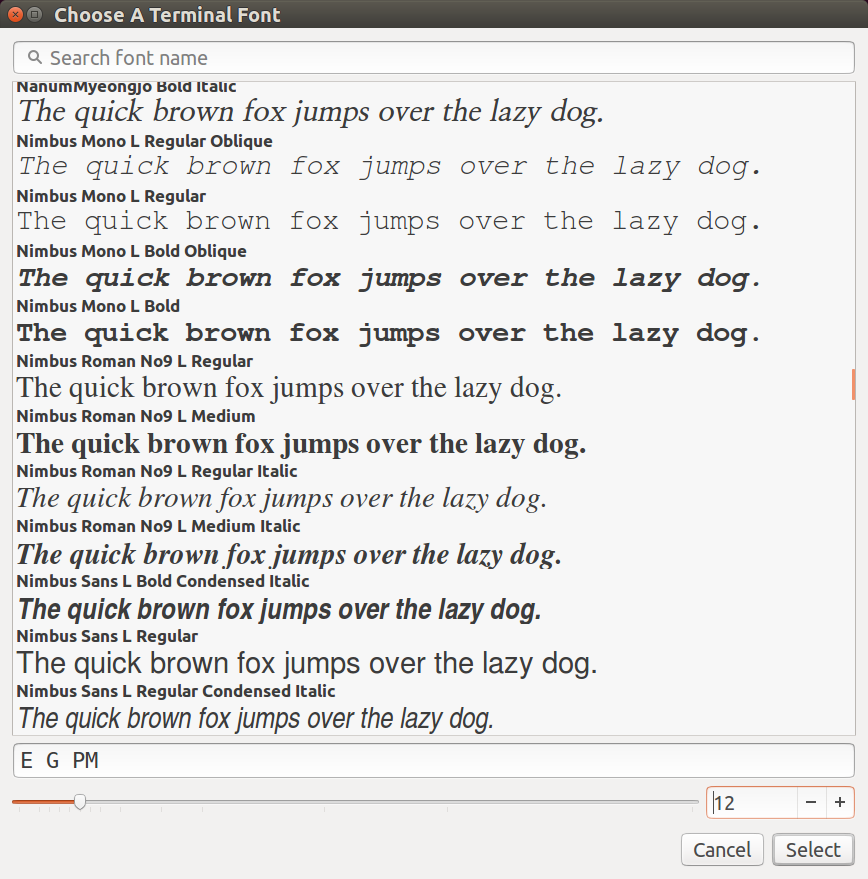 Choose A Terminal Font
Search font name
NanumMyeongjo Bold Italic
The quick brown fox jumps over the lazy dog.
Nimbus Mono L Regular Oblique
The quick brown fox jumps over the lazy dog.
Nimbus Mono L Regular
The quick brown fox jumps over the lazy dog.
Nimbus Mono L Bold Oblique
The quick brown fox jumps over the lazy dog.
Nimbus Mono L Bold
The quick brown fox jumps over the lazy dog.
Nimbus Roman No9 L Regular
The quick brown fox jumps over the lazy dog.
Nimbus Roman No9 L Medium
The quick brown fox jumps over the lazy dog.
Nimbus Roman No9 L Regular Italic
The quick brown fox jumps over the lazy dog.
Nimbus Roman No9 L Medium Italic
The quick brown fox jumps over the lazy dog.
Nimbus Sans L Bold Condensed Italic
The quick brown fox jumps over the lazy dog.
Nimbus Sans L Regular
The quick brown fox jumps over the lazy dog.
Nimbus Sans L Regular Condensed Italic
The quick brown fox jumps over the lazy dog.
E G PM
12 − +
Cancel Select